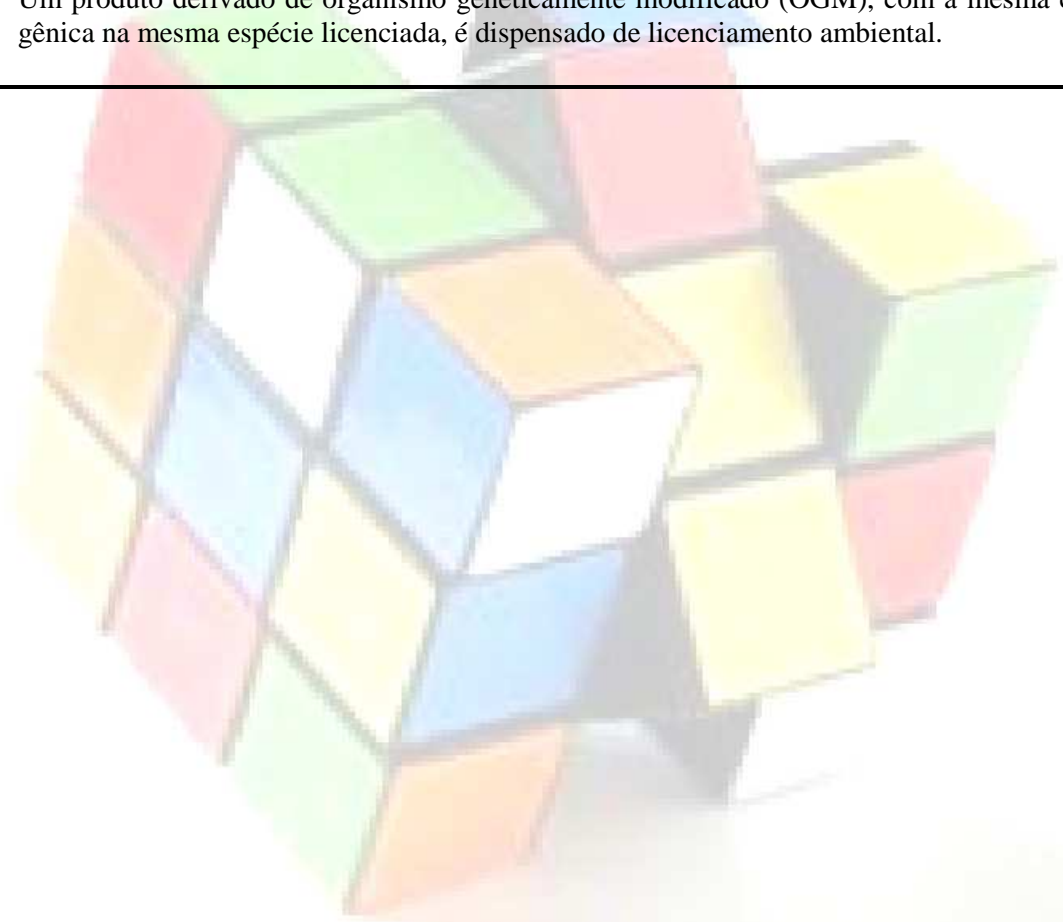 Um produto derivado de organismo geneticamente modificado (OGM), com a mesma
gênica na mesma espécie licenciada, é dispensado de licenciamento ambiental.